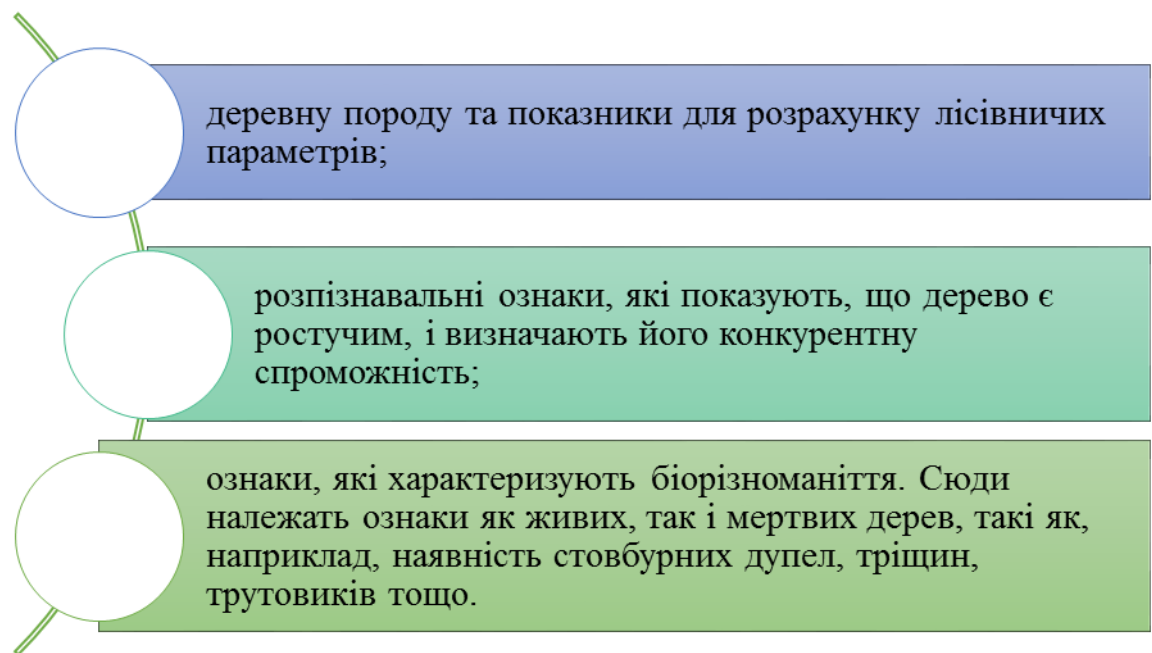 деревну породу та показники для розрахунку лісівничих
параметрів;
розпізнавальні ознаки, які показують, що дерево є
ростучим, і визначають його конкурентну
спроможність;
ознаки, які характеризують біорізноманіття. Сюди
належать ознаки як живих, так і мертвих дерев, такі як,
наприклад, наявність стовбурних дупел, тріщин,
трутовиків тощо.